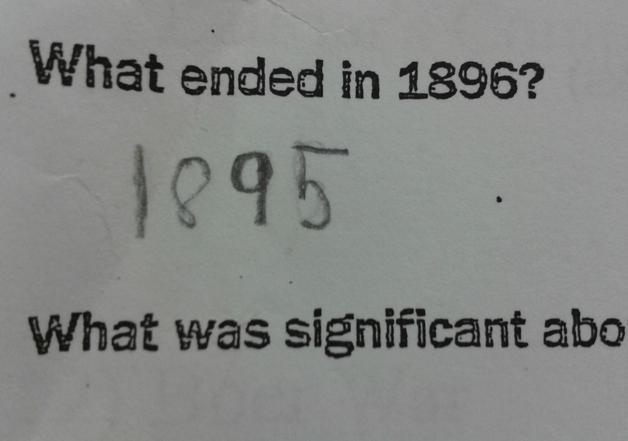 What ended in 1896?
1895
What was significant abo